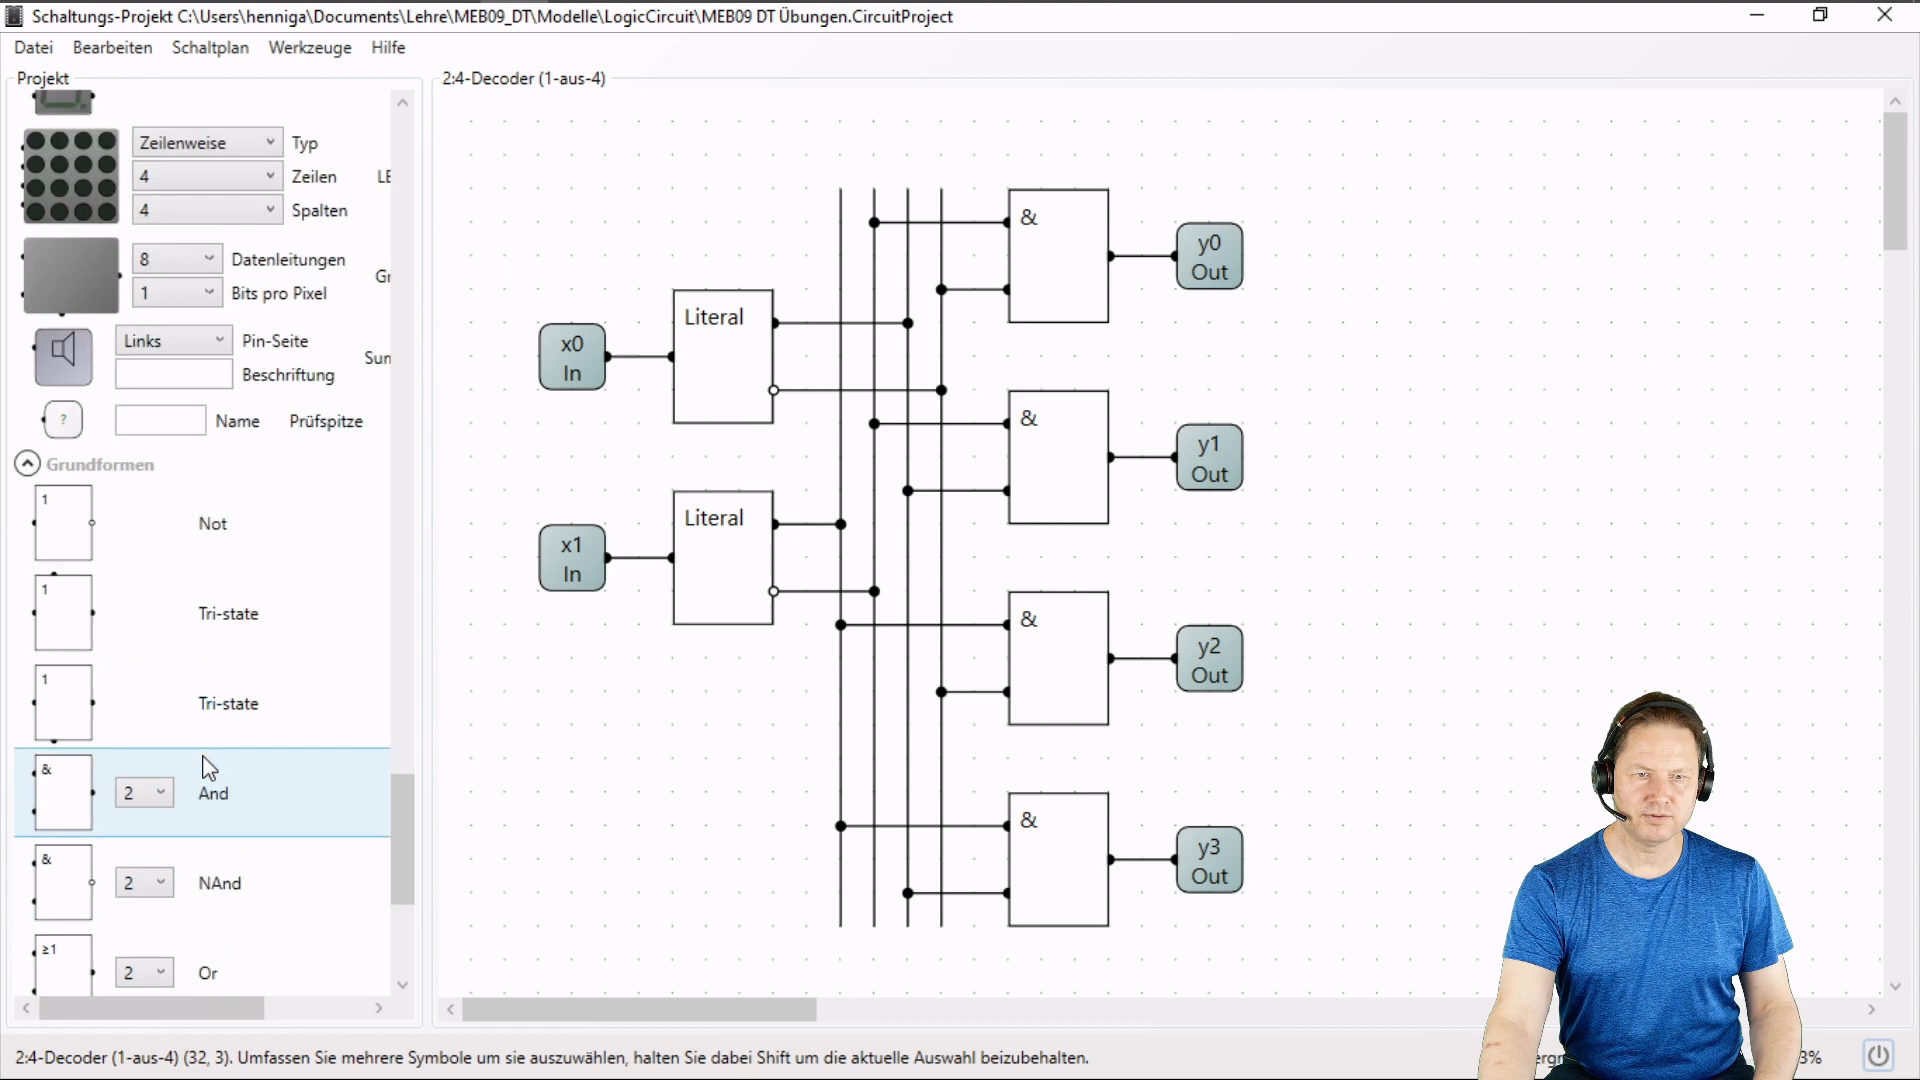 Schaltungs-Projekt C:\Users\henniga\Documents\Lehre\MEB09_DT\Modelle\LogicCircuit\MEB09 DT Übungen.CircuitProject
Datei Bearbeiten Schaltplan Werkzeuge Hilfe
Projekt
Zeilenweise Typ
4 Zeilen LE
4 Spalten
8 Datenleitungen
Gr
1 Bits pro Pixel
Links Pin-Seite
Sun
Beschriftung
? Name Prüfspitze
Grundformen
1 Not
1 Tri-state
1 Tri-state
& 2 And
& 2 NAnd
≥1 2 Or
2:4-Decoder (1-aus-4)
&
y0
Out
Literal
x0
In
&
y1
Out
Literal
x1
In
&
y2
Out
&
y3
Out
2:4-Decoder (1-aus-4) (32, 3). Umfassen Sie mehrere Symbole um sie auszuwählen, halten Sie dabei Shift um die aktuelle Auswahl beizubehalten.
3%